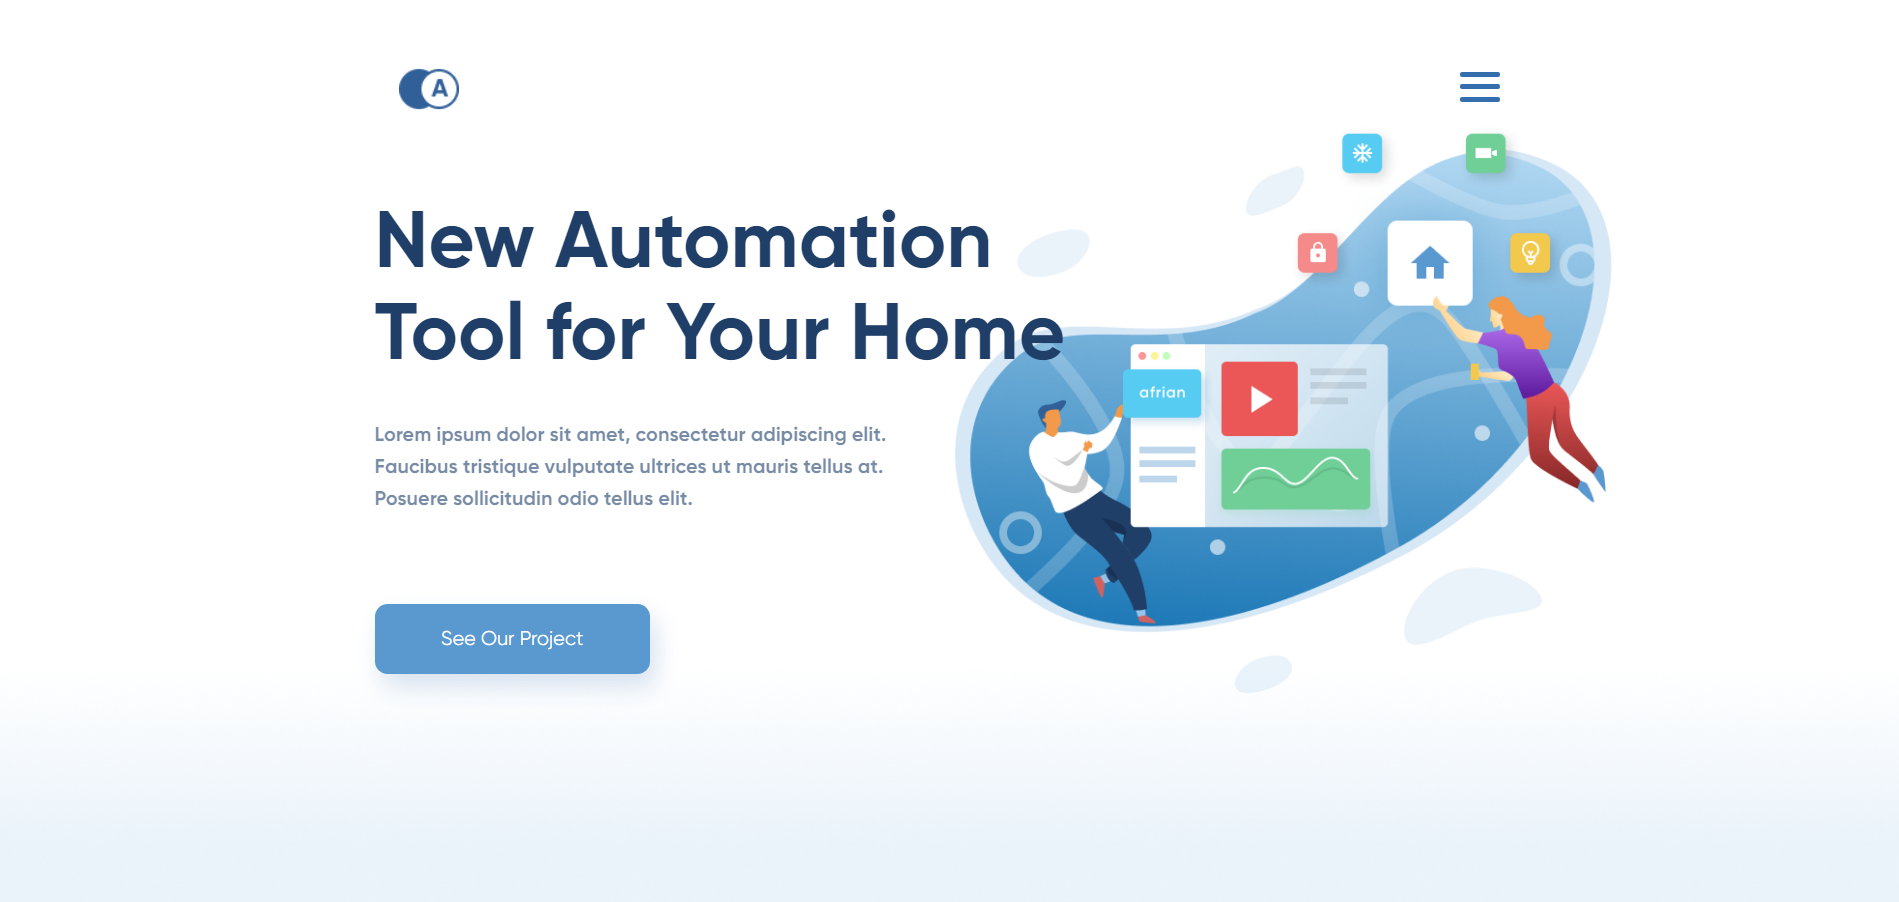 A
New Automation
Tool for Your Home
afrian
Lorem ipsum dolor sit amet, consectetur adipiscing elit.
Faucibus tristique vulputate ultrices ut mauris tellus at.
Posuere sollicitudin odio tellus elit.
See Our Project